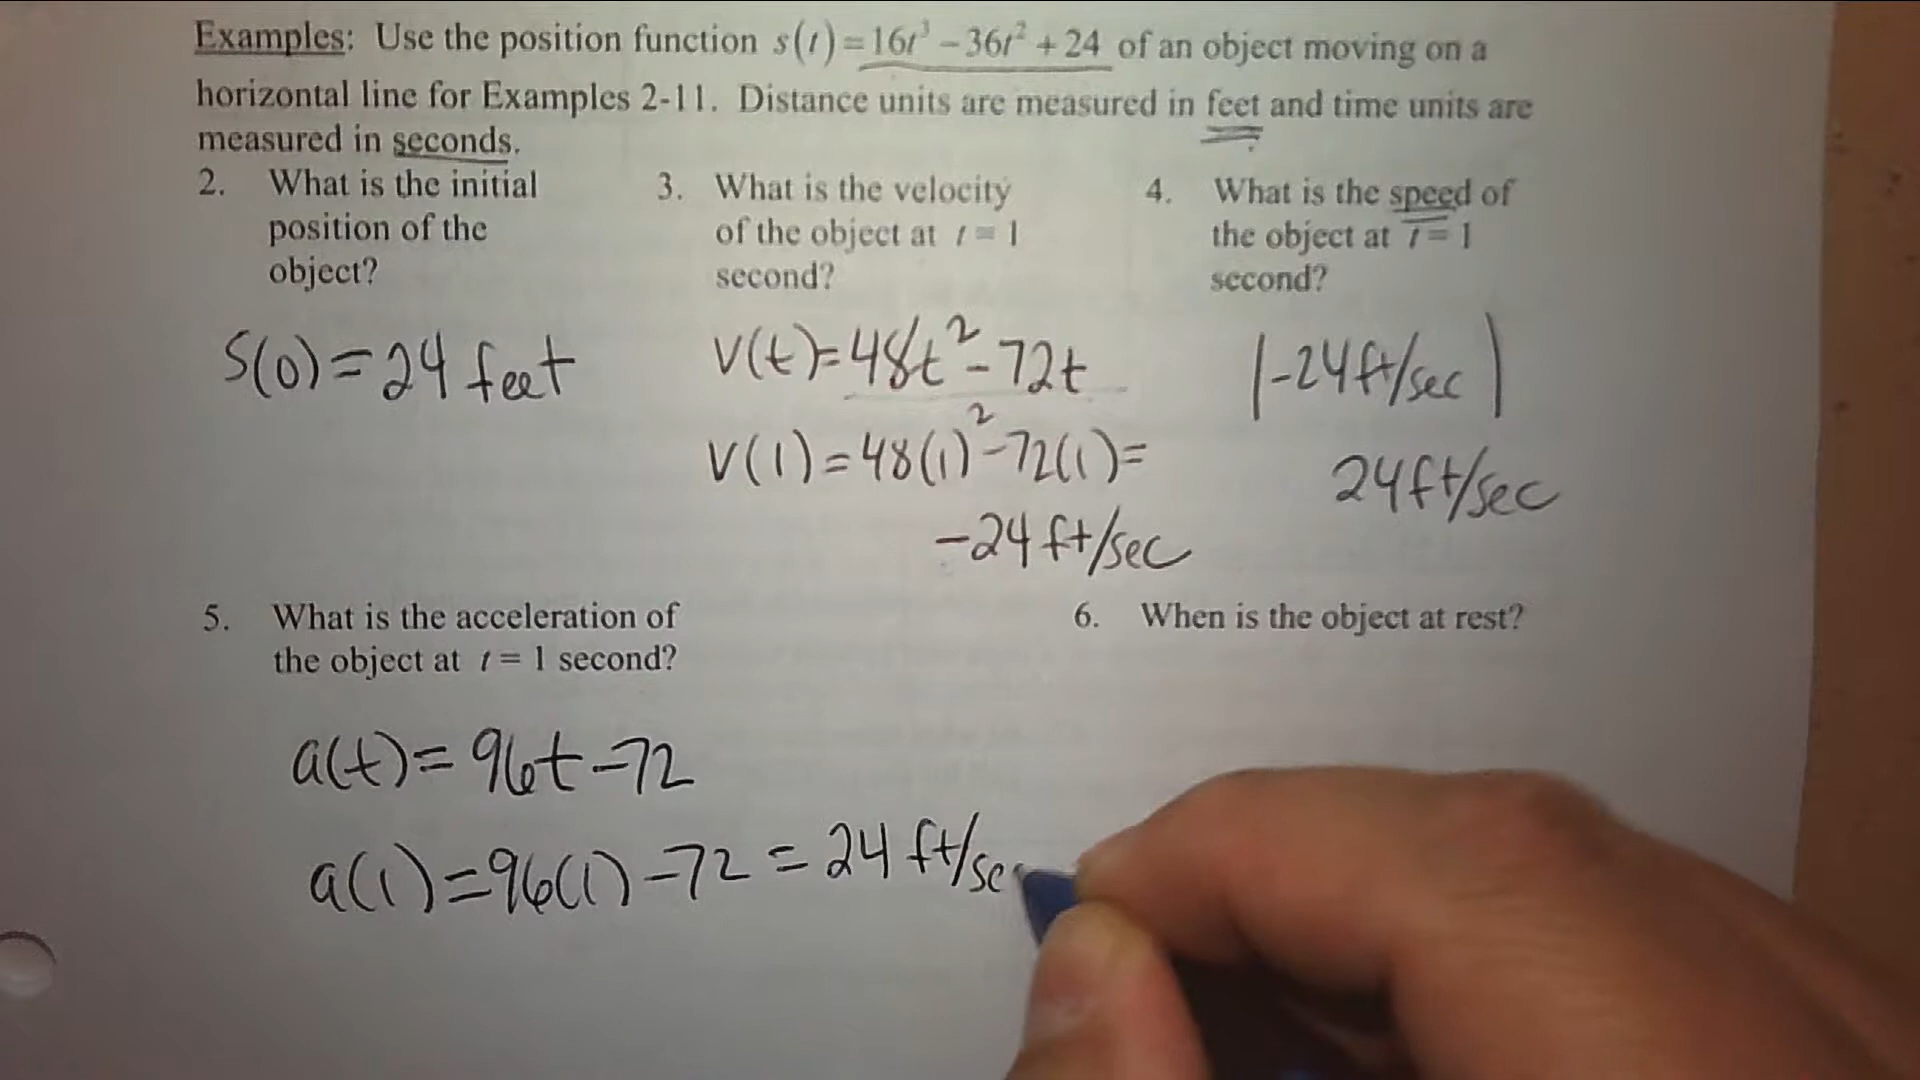 Examples: Use the position function s(t) = 16t³ − 36t² + 24 of an object moving on a
horizontal line for Examples 2-11. Distance units are measured in feet and time units are
measured in seconds.
2. What is the initial
position of the
object?
S(0) = 24 feet
3. What is the velocity
of the object at t = 1
second?
v(t) = 48t² − 72t
v(1) = 48(1)² − 72(1) =
−24 ft/sec
4. What is the speed of
the object at t = 1
second?
|−24 ft/sec|
24 ft/sec
5. What is the acceleration of
the object at t = 1 second?
a(t) = 96t − 72
a(1) = 96(1) − 72 = 24 ft/sec
6. When is the object at rest?